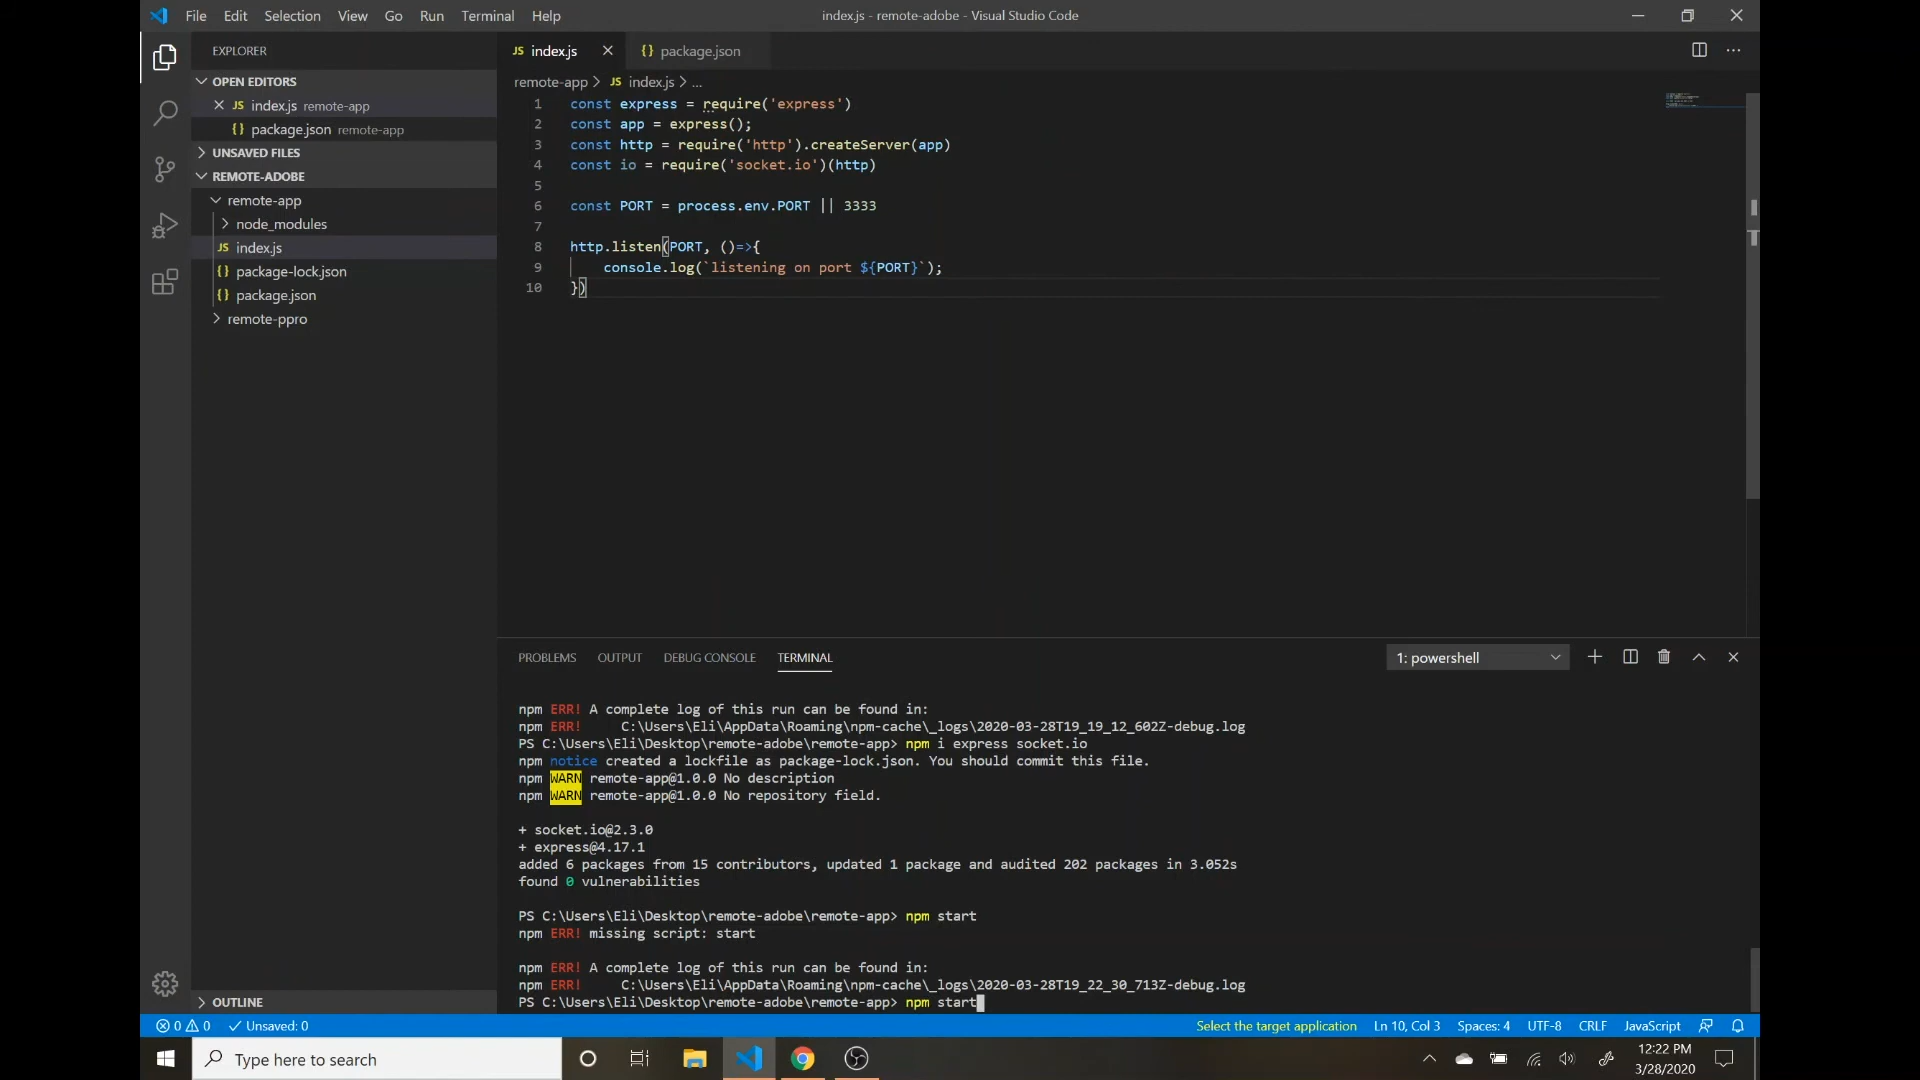 File Edit Selection View Go Run Terminal Help
index.js - remote-adobe - Visual Studio Code
EXPLORER
OPEN EDITORS
JS index.js remote-app
{} package.json remote-app
UNSAVED FILES
REMOTE-ADOBE
remote-app
node_modules
JS index.js
{} package-lock.json
{} package.json
remote-ppro
OUTLINE
JS index.js
{} package.json
remote-app > JS index.js > ...
1 const express = require('express')
2 const app = express();
3 const http = require('http').createServer(app)
4 const io = require('socket.io')(http)
5
6 const PORT = process.env.PORT || 3333
7
8 http.listen(PORT, ()=>{
9 console.log(`listening on port ${PORT}`);
10 })
PROBLEMS OUTPUT DEBUG CONSOLE TERMINAL
1: powershell
npm ERR! A complete log of this run can be found in:
npm ERR!     C:\Users\Eli\AppData\Roaming\npm-cache\_logs\2020-03-28T19_19_12_602Z-debug.log
PS C:\Users\Eli\Desktop\remote-adobe\remote-app> npm i express socket.io
npm notice created a lockfile as package-lock.json. You should commit this file.
npm WARN remote-app@1.0.0 No description
npm WARN remote-app@1.0.0 No repository field.
+ socket.io@2.3.0
+ express@4.17.1
added 6 packages from 15 contributors, updated 1 package and audited 202 packages in 3.052s
found 0 vulnerabilities
PS C:\Users\Eli\Desktop\remote-adobe\remote-app> npm start
npm ERR! missing script: start
npm ERR! A complete log of this run can be found in:
npm ERR!     C:\Users\Eli\AppData\Roaming\npm-cache\_logs\2020-03-28T19_22_30_713Z-debug.log
PS C:\Users\Eli\Desktop\remote-adobe\remote-app> npm start
0 0 Unsaved: 0
Select the target application Ln 10, Col 3 Spaces: 4 UTF-8 CRLF JavaScript
Type here to search
12:22 PM
3/28/2020